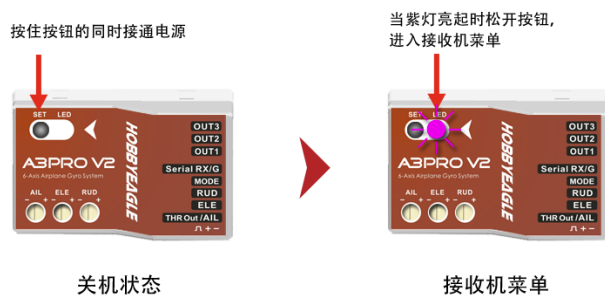 按住按钮的同时接通电源
SET LED
OUT3
OUT2
OUT1
HOBBYEAGLE
A3PRO V2
6-Axis Airplane Gyro System
Serial RX/G
MODE
RUD
ELE
THR Out /AIL
AIL ELE RUD
- + - + - +
⎍ + −
关机状态
当紫灯亮起时松开按钮,
进入接收机菜单
SET LED
OUT3
OUT2
OUT1
HOBBYEAGLE
A3PRO V2
6-Axis Airplane Gyro System
Serial RX/G
MODE
RUD
ELE
THR Out /AIL
AIL ELE RUD
- + - + - +
⎍ + −
接收机菜单